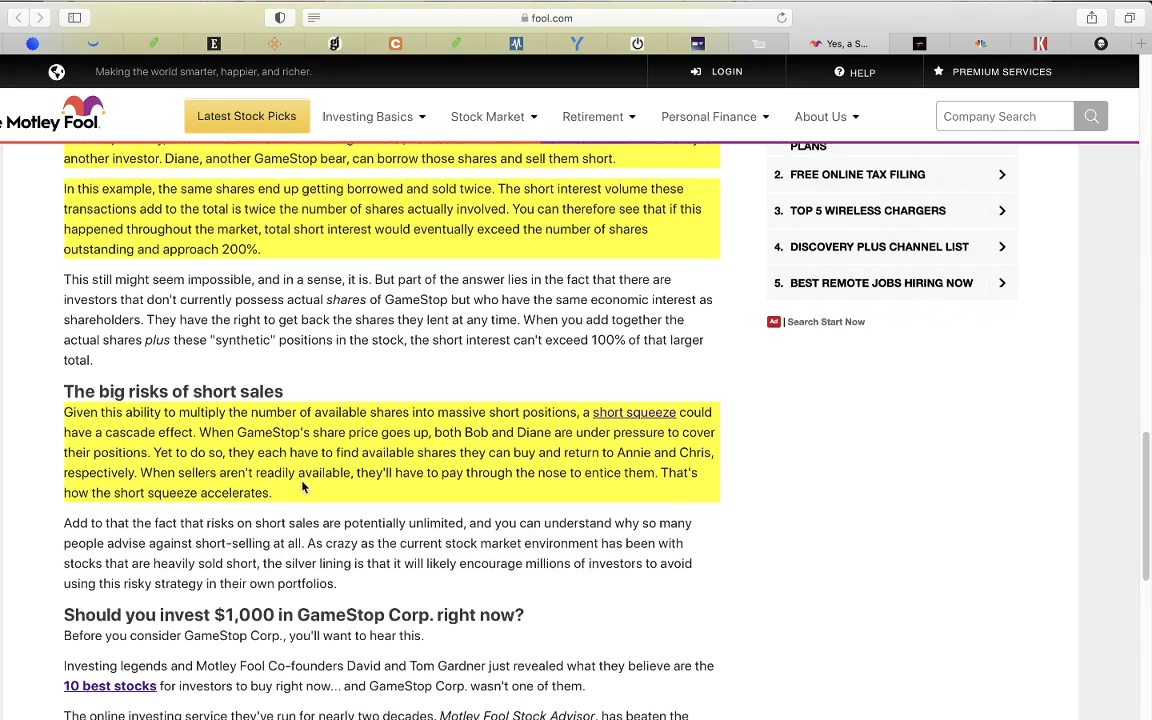 fool.com
Yes, a S...
Making the world smarter, happier, and richer.
LOGIN
HELP
PREMIUM SERVICES
e Motley Fool.
Latest Stock Picks
Investing Basics
Stock Market
Retirement
Personal Finance
About Us
Company Search
another investor. Diane, another GameStop bear, can borrow those shares and sell them short.
In this example, the same shares end up getting borrowed and sold twice. The short interest volume these
transactions add to the total is twice the number of shares actually involved. You can therefore see that if this
happened throughout the market, total short interest would eventually exceed the number of shares
outstanding and approach 200%.
This still might seem impossible, and in a sense, it is. But part of the answer lies in the fact that there are
investors that don't currently possess actual shares of GameStop but who have the same economic interest as
shareholders. They have the right to get back the shares they lent at any time. When you add together the
actual shares plus these "synthetic" positions in the stock, the short interest can't exceed 100% of that larger
total.
The big risks of short sales
Given this ability to multiply the number of available shares into massive short positions, a short squeeze could
have a cascade effect. When GameStop's share price goes up, both Bob and Diane are under pressure to cover
their positions. Yet to do so, they each have to find available shares they can buy and return to Annie and Chris,
respectively. When sellers aren't readily available, they'll have to pay through the nose to entice them. That's
how the short squeeze accelerates.
Add to that the fact that risks on short sales are potentially unlimited, and you can understand why so many
people advise against short-selling at all. As crazy as the current stock market environment has been with
stocks that are heavily sold short, the silver lining is that it will likely encourage millions of investors to avoid
using this risky strategy in their own portfolios.
Should you invest $1,000 in GameStop Corp. right now?
Before you consider GameStop Corp., you'll want to hear this.
Investing legends and Motley Fool Co-founders David and Tom Gardner just revealed what they believe are the
10 best stocks for investors to buy right now... and GameStop Corp. wasn't one of them.
The online investing service they've run for nearly two decades, Motley Fool Stock Advisor, has beaten the
PLANS
2. FREE ONLINE TAX FILING
3. TOP 5 WIRELESS CHARGERS
4. DISCOVERY PLUS CHANNEL LIST
5. BEST REMOTE JOBS HIRING NOW
Ad | Search Start Now